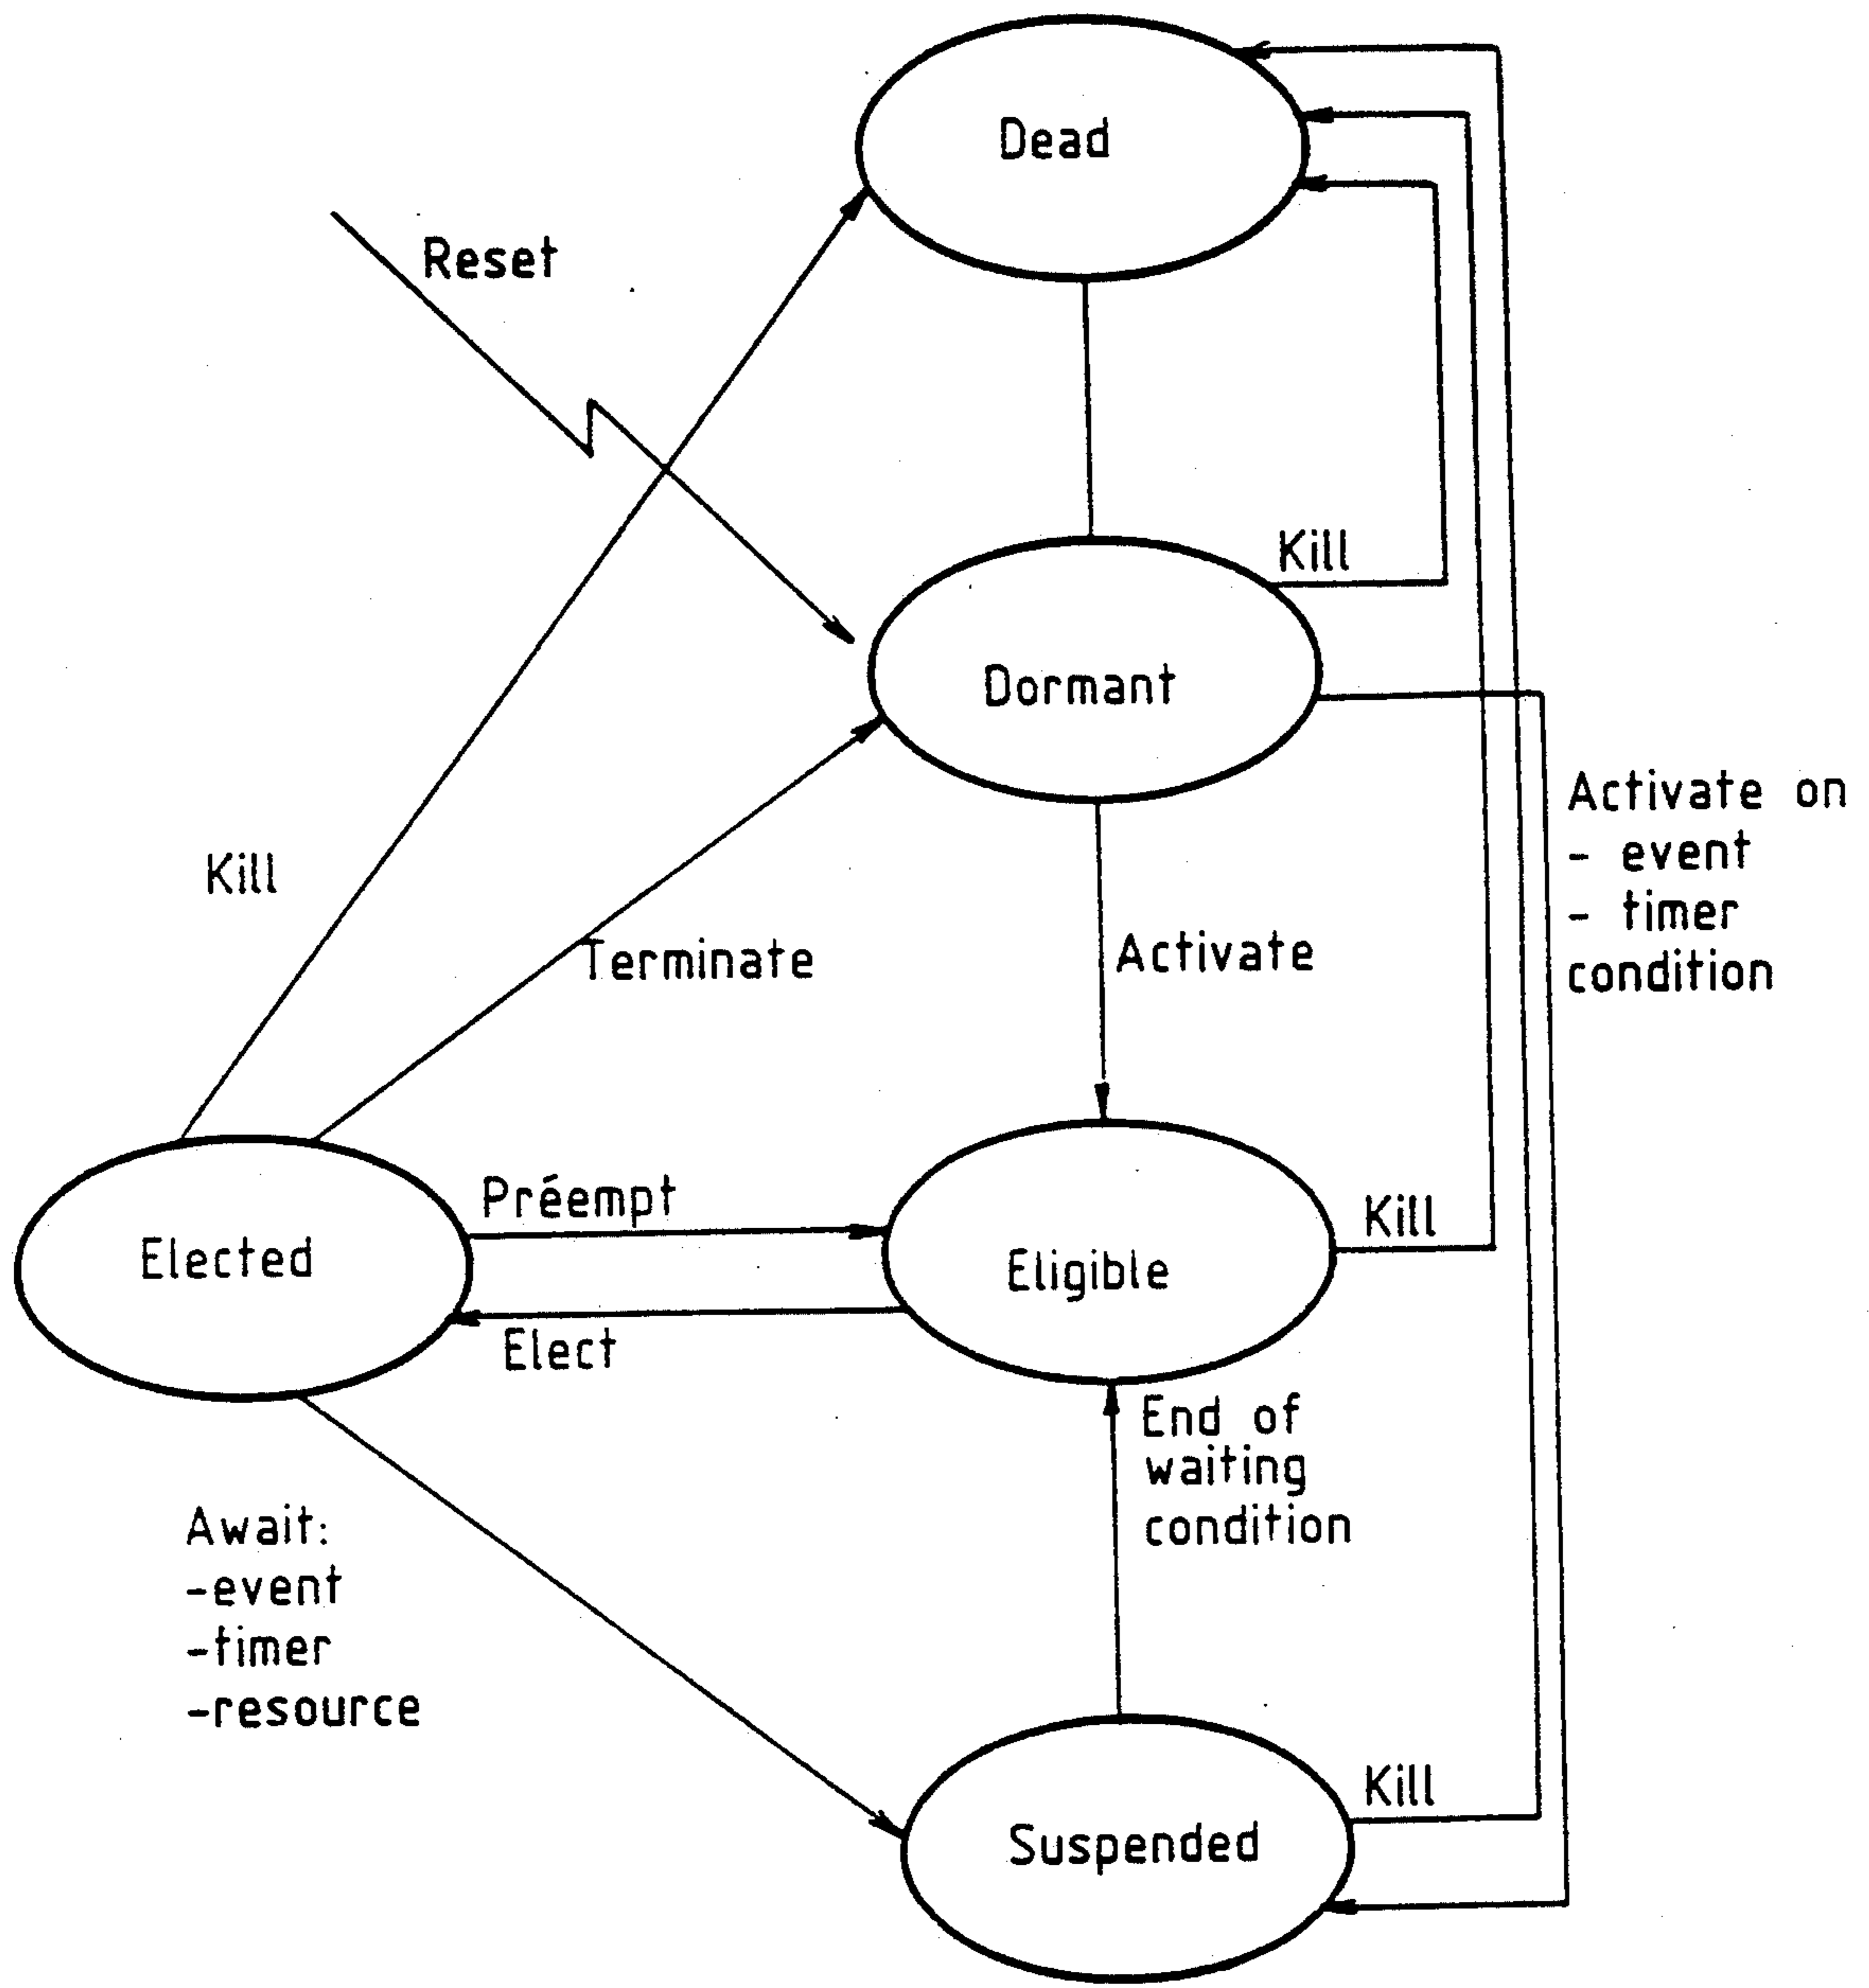 Dead
Reset
Kill
Dormant
Activate on
- event
- timer
condition
Kill
Terminate
Activate
Préempt
Elected
Kill
Eligible
Elect
End of
waiting
condition
Await:
-event
-timer
-resource
Kill
Suspended